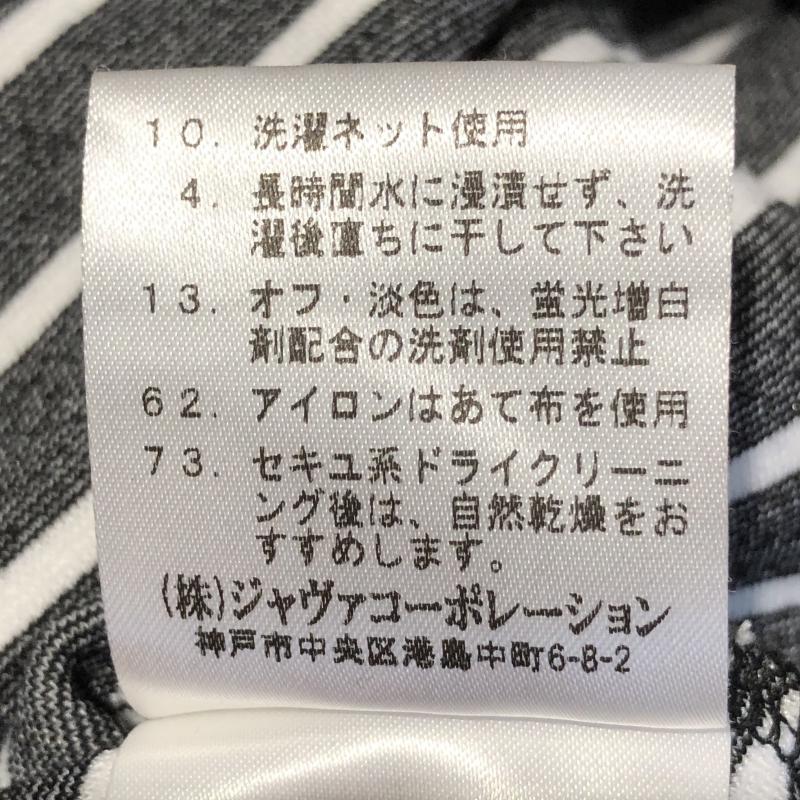 10. 洗濯ネット使用
4. 長時間水に浸漬せず、洗
濯後直ちに干して下さい
13. オフ・淡色は、蛍光増白
剤配合の洗剤使用禁止
62. アイロンはあて布を使用
73. セキユ系ドライクリーニ
ング後は、自然乾燥をお
すすめします。
(株)ジャヴァコーポレーション
神戸市中央区港島中町6-8-2